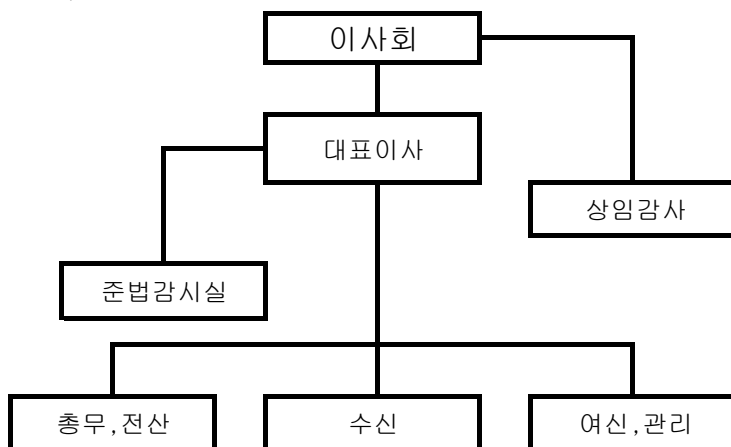 이사회
대표이사
상임감사
준법감시실
총무,전산
수신
여신,관리